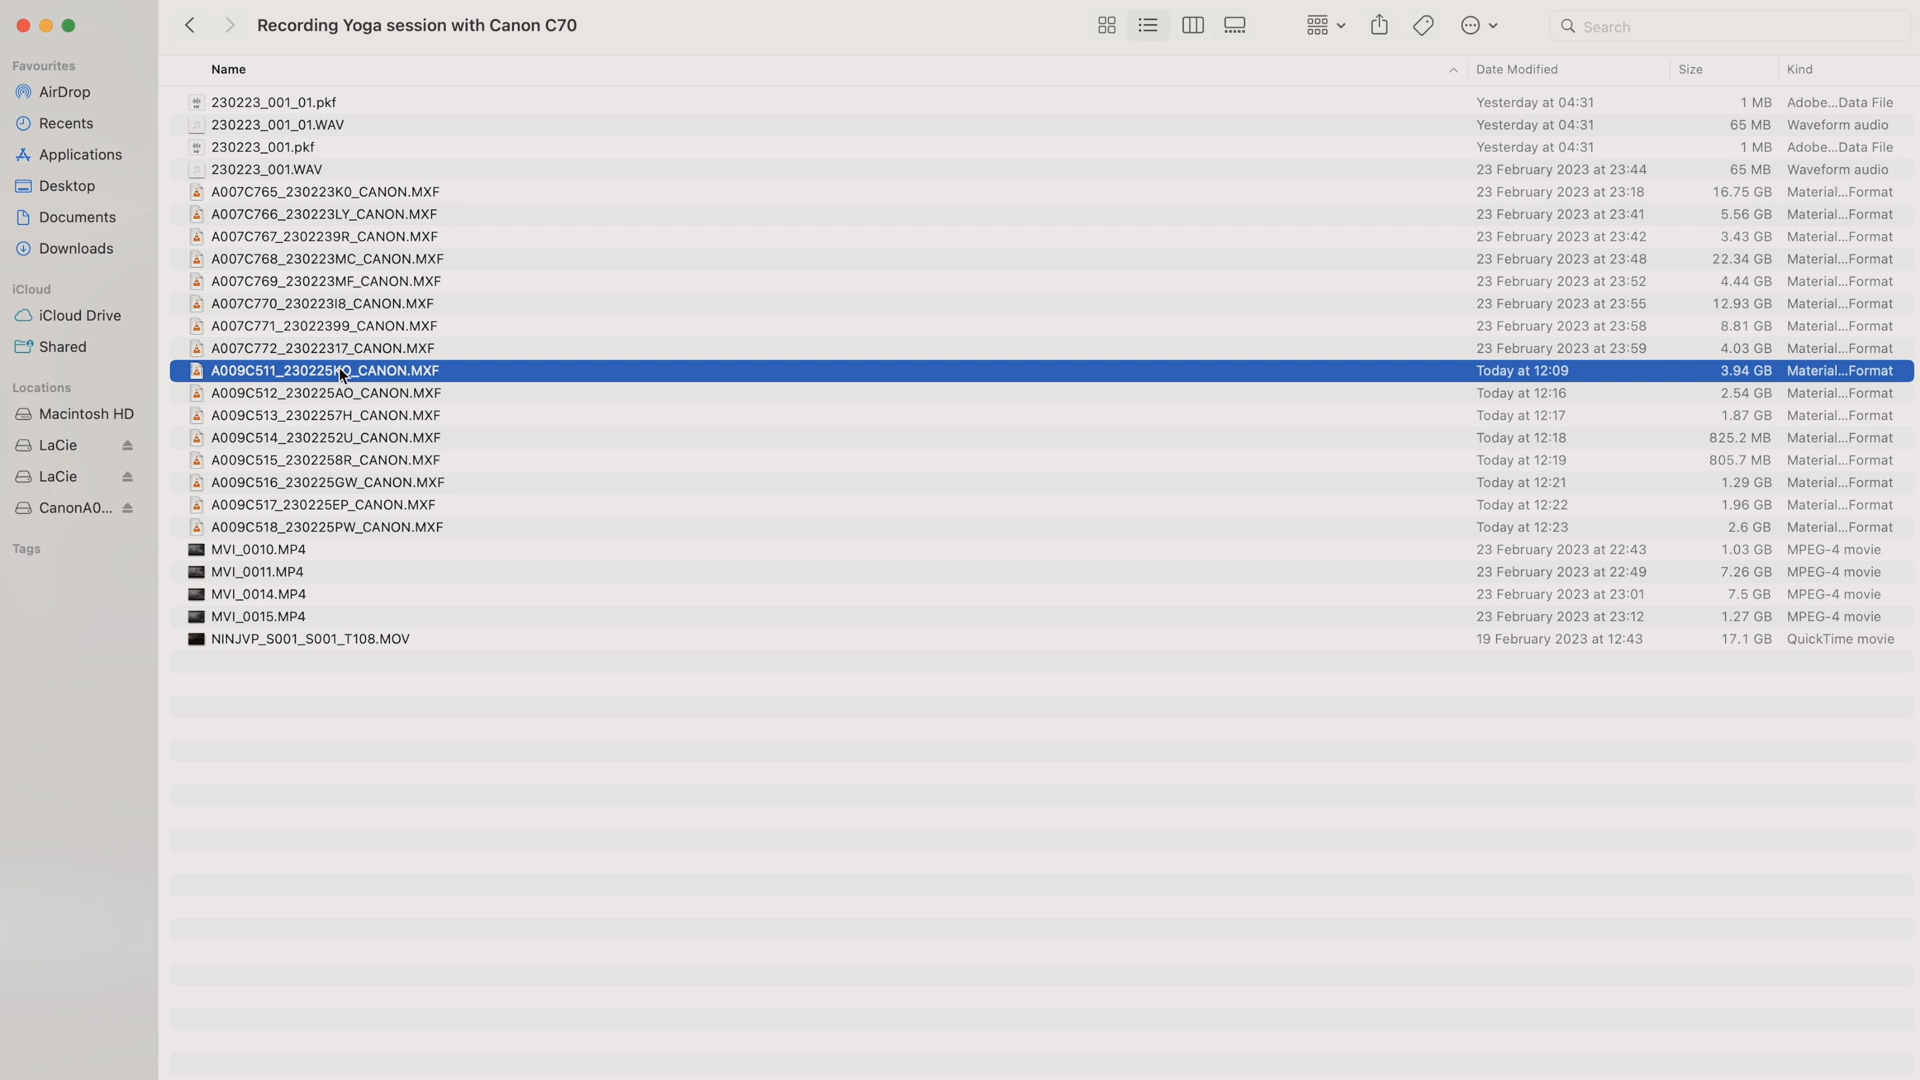 Recording Yoga session with Canon C70
Search
Favourites
AirDrop
Recents
Applications
Desktop
Documents
Downloads
iCloud
iCloud Drive
Shared
Locations
Macintosh HD
LaCie
LaCie
CanonA0...
Tags
Name Date Modified Size Kind
230223_001_01.pkf Yesterday at 04:31 1 MB Adobe...Data File
230223_001_01.WAV Yesterday at 04:31 65 MB Waveform audio
230223_001.pkf Yesterday at 04:31 1 MB Adobe...Data File
230223_001.WAV 23 February 2023 at 23:44 65 MB Waveform audio
A007C765_230223K0_CANON.MXF 23 February 2023 at 23:18 16.75 GB Material...Format
A007C766_230223LY_CANON.MXF 23 February 2023 at 23:41 5.56 GB Material...Format
A007C767_2302239R_CANON.MXF 23 February 2023 at 23:42 3.43 GB Material...Format
A007C768_230223MC_CANON.MXF 23 February 2023 at 23:48 22.34 GB Material...Format
A007C769_230223MF_CANON.MXF 23 February 2023 at 23:52 4.44 GB Material...Format
A007C770_230223I8_CANON.MXF 23 February 2023 at 23:55 12.93 GB Material...Format
A007C771_23022399_CANON.MXF 23 February 2023 at 23:58 8.81 GB Material...Format
A007C772_23022317_CANON.MXF 23 February 2023 at 23:59 4.03 GB Material...Format
Today at 12:09 3.94 GB Material...Format
A009C512_230225AO_CANON.MXF Today at 12:16 2.54 GB Material...Format
A009C513_2302257H_CANON.MXF Today at 12:17 1.87 GB Material...Format
A009C514_2302252U_CANON.MXF Today at 12:18 825.2 MB Material...Format
A009C515_2302258R_CANON.MXF Today at 12:19 805.7 MB Material...Format
A009C516_230225GW_CANON.MXF Today at 12:21 1.29 GB Material...Format
A009C517_230225EP_CANON.MXF Today at 12:22 1.96 GB Material...Format
A009C518_230225PW_CANON.MXF Today at 12:23 2.6 GB Material...Format
MVI_0010.MP4 23 February 2023 at 22:43 1.03 GB MPEG-4 movie
MVI_0011.MP4 23 February 2023 at 22:49 7.26 GB MPEG-4 movie
MVI_0014.MP4 23 February 2023 at 23:01 7.5 GB MPEG-4 movie
MVI_0015.MP4 23 February 2023 at 23:12 1.27 GB MPEG-4 movie
NINJVP_S001_S001_T108.MOV 19 February 2023 at 12:43 17.1 GB QuickTime movie